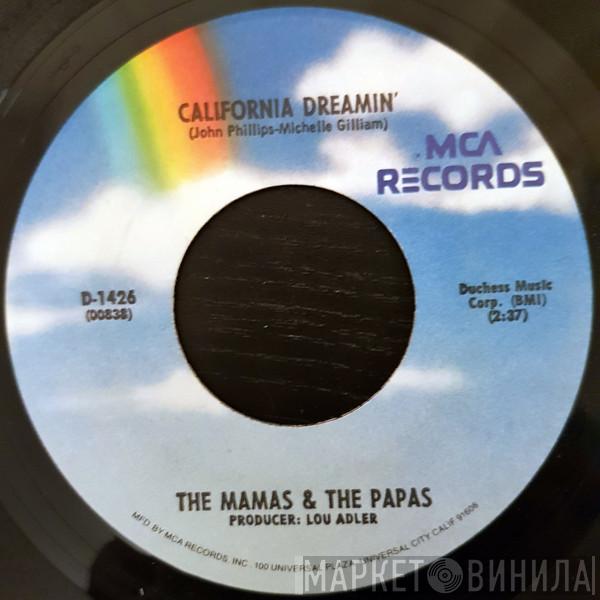 CALIFORNIA DREAMIN'
(John Phillips-Michelle Gilliam)
MCA
RECORDS
D-1426
(00838)
Duchess Music
Corp. (BMI)
(2:37)
THE MAMAS & THE PAPAS
PRODUCER: LOU ADLER
MFD BY MCA RECORDS, INC. 100 UNIVERSAL PLAZA, UNIVERSAL CITY CALIF 91608
МАРКЕТ ВИНИЛА